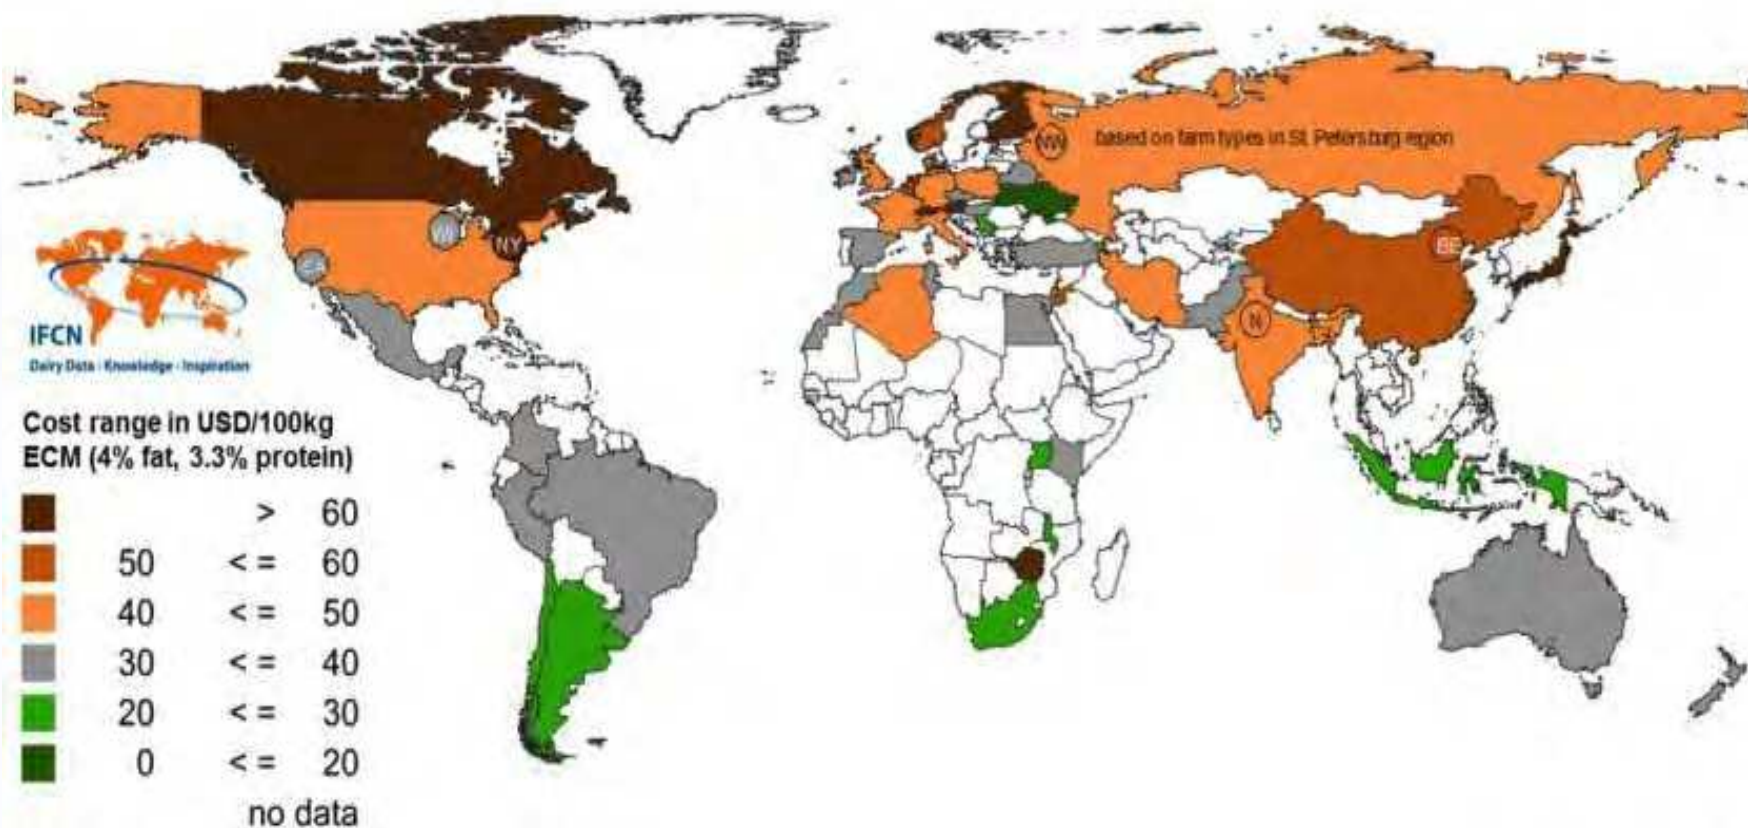 NW
based on farm types in St. Petersburg region
WI
NY
CA
BE
N
IFCN
Dairy Data - Knowledge - Inspiration
Cost range in USD/100kg
ECM (4% fat, 3.3% protein)
> 60
50 <= 60
40 <= 50
30 <= 40
20 <= 30
0 <= 20
no data